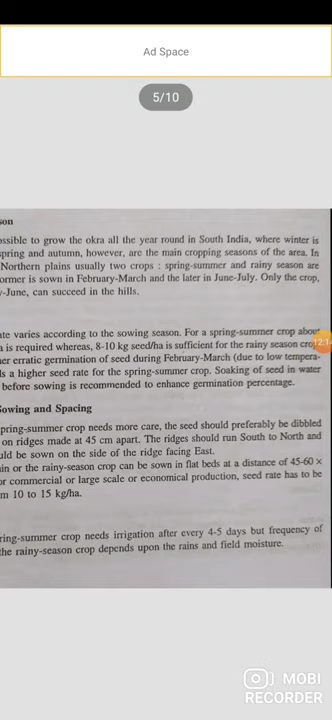 Ad Space
5/10
son
ossible to grow the okra all the year round in South India, where winter is
spring and autumn, however, are the main cropping seasons of the area. In
Northern plains usually two crops : spring-summer and rainy season are
ormer is sown in February-March and the later in June-July. Only the crop,
y-June, can succeed in the hills.
ate varies according to the sowing season. For a spring-summer crop about
a is required whereas, 8-10 kg seed/ha is sufficient for the rainy season cro
12:14
er erratic germination of seed during February-March (due to low tempera-
ds a higher seed rate for the spring-summer crop. Soaking of seed in water
before sowing is recommended to enhance germination percentage.
Sowing and Spacing
pring-summer crop needs more care, the seed should preferably be dibbled
on ridges made at 45 cm apart. The ridges should run South to North and
uld be sown on the side of the ridge facing East.
in or the rainy-season crop can be sown in flat beds at a distance of 45-60 ×
or commercial or large scale or economical production, seed rate has to be
m 10 to 15 kg/ha.
ring-summer crop needs irrigation after every 4-5 days but frequency of
the rainy-season crop depends upon the rains and field moisture.
MOBI
RECORDER